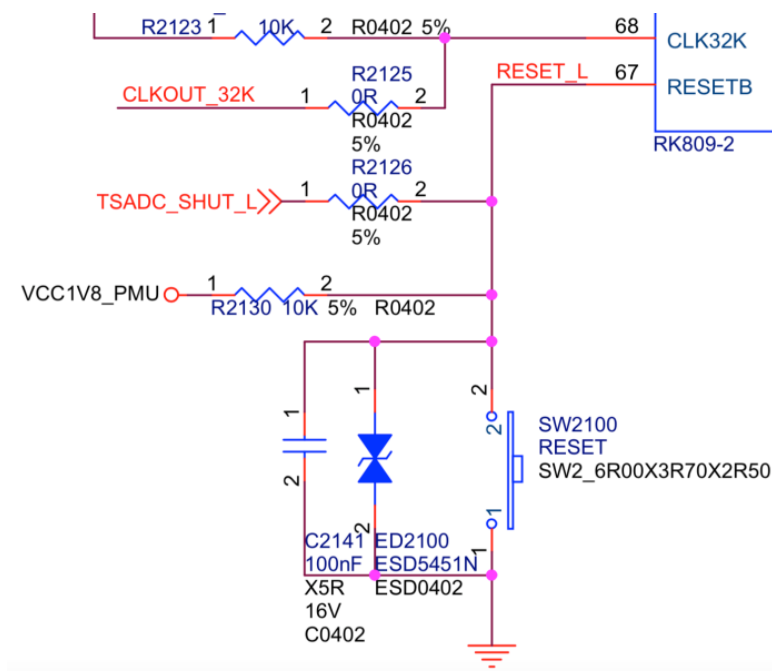 R2123 1 10K 2 R0402 5% 68 CLK32K
R2125 RESET_L 67 RESETB
CLKOUT_32K 1 0R 2
R0402 RK809-2
5%
R2126
TSADC_SHUT_L 1 0R 2
R0402
5%
VCC1V8_PMU 1 2
R2130 10K 5% R0402
1 1 2
2 SW2100
RESET
SW2_6R00X3R70X2R50
2 2 1
C2141 ED2100 1
100nF ESD5451N
X5R ESD0402
16V
C0402